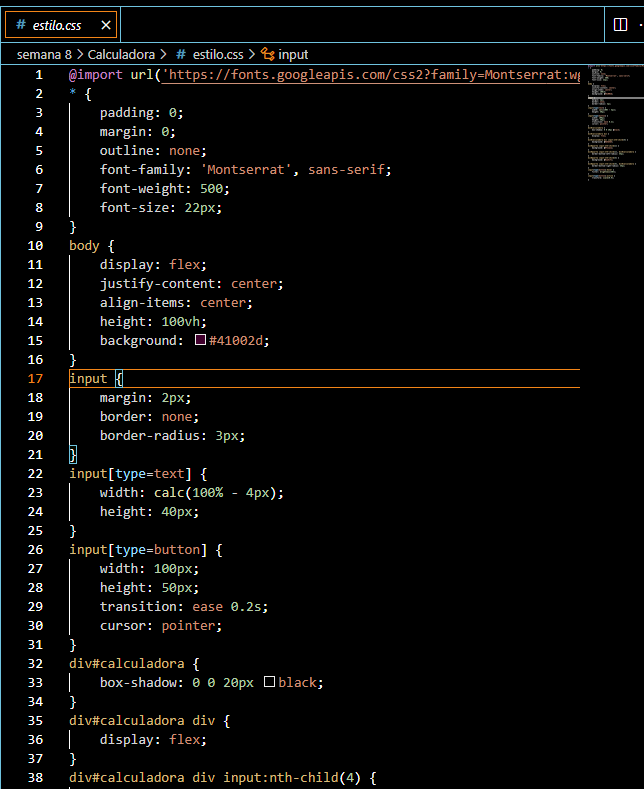 # estilo.css ×
semana 8 > Calculadora > # estilo.css > input
1 @import url('https://fonts.googleapis.com/css2?family=Montserrat:wg
2 * {
3 padding: 0;
4 margin: 0;
5 outline: none;
6 font-family: 'Montserrat', sans-serif;
7 font-weight: 500;
8 font-size: 22px;
9 }
10 body {
11 display: flex;
12 justify-content: center;
13 align-items: center;
14 height: 100vh;
15 background: #41002d;
16 }
17 input {
18 margin: 2px;
19 border: none;
20 border-radius: 3px;
21 }
22 input[type=text] {
23 width: calc(100% - 4px);
24 height: 40px;
25 }
26 input[type=button] {
27 width: 100px;
28 height: 50px;
29 transition: ease 0.2s;
30 cursor: pointer;
31 }
32 div#calculadora {
33 box-shadow: 0 0 20px black;
34 }
35 div#calculadora div {
36 display: flex;
37 }
38 div#calculadora div input:nth-child(4) {